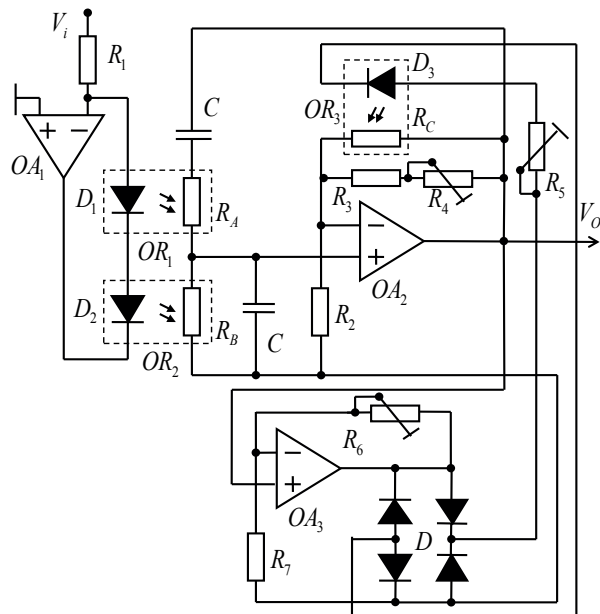 V_i
R_1
C
D_3
OR_3
R_C
+ −
OA_1
D_1
R_A
OR_1
R_3
R_4
R_5
V_O
−
+
OA_2
D_2
R_B
OR_2
C
R_2
R_6
−
+
OA_3
R_7
D